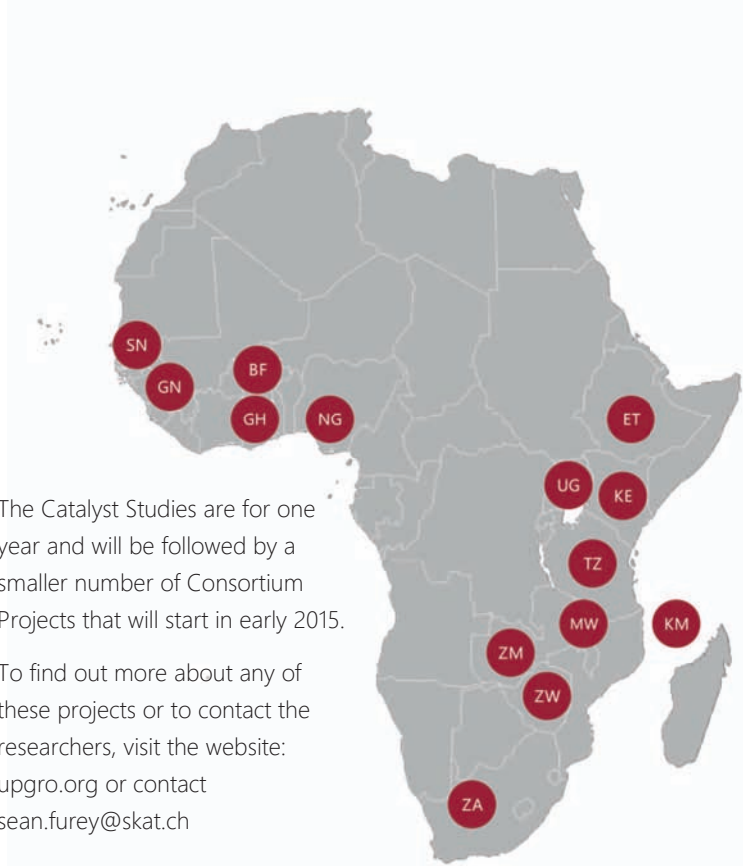 SN
GN
BF
GH
NG
ET
UG
KE
TZ
MW
KM
ZM
ZW
ZA
The Catalyst Studies are for one
year and will be followed by a
smaller number of Consortium
Projects that will start in early 2015.
To find out more about any of
these projects or to contact the
researchers, visit the website:
upgro.org or contact
sean.furey@skat.ch